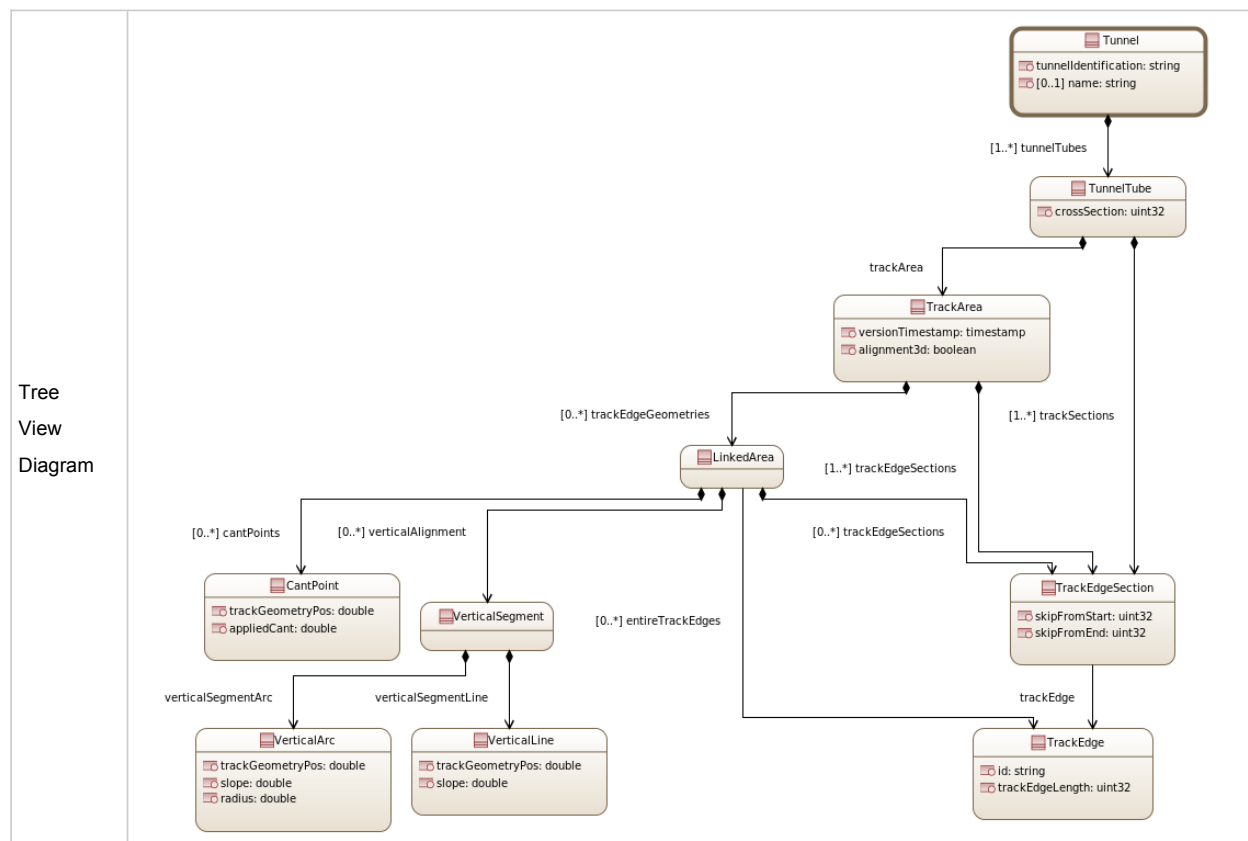 Tree
View
Diagram
Tunnel
tunnelIdentification: string
[0..1] name: string
[1..*] tunnelTubes
TunnelTube
crossSection: uint32
trackArea
TrackArea
versionTimestamp: timestamp
alignment3d: boolean
[0..*] trackEdgeGeometries
[1..*] trackSections
LinkedArea
[1..*] trackEdgeSections
[0..*] cantPoints
[0..*] verticalAlignment
[0..*] trackEdgeSections
CantPoint
trackGeometryPos: double
appliedCant: double
VerticalSegment
[0..*] entireTrackEdges
TrackEdgeSection
skipFromStart: uint32
skipFromEnd: uint32
verticalSegmentArc
verticalSegmentLine
trackEdge
VerticalArc
trackGeometryPos: double
slope: double
radius: double
VerticalLine
trackGeometryPos: double
slope: double
TrackEdge
id: string
trackEdgeLength: uint32